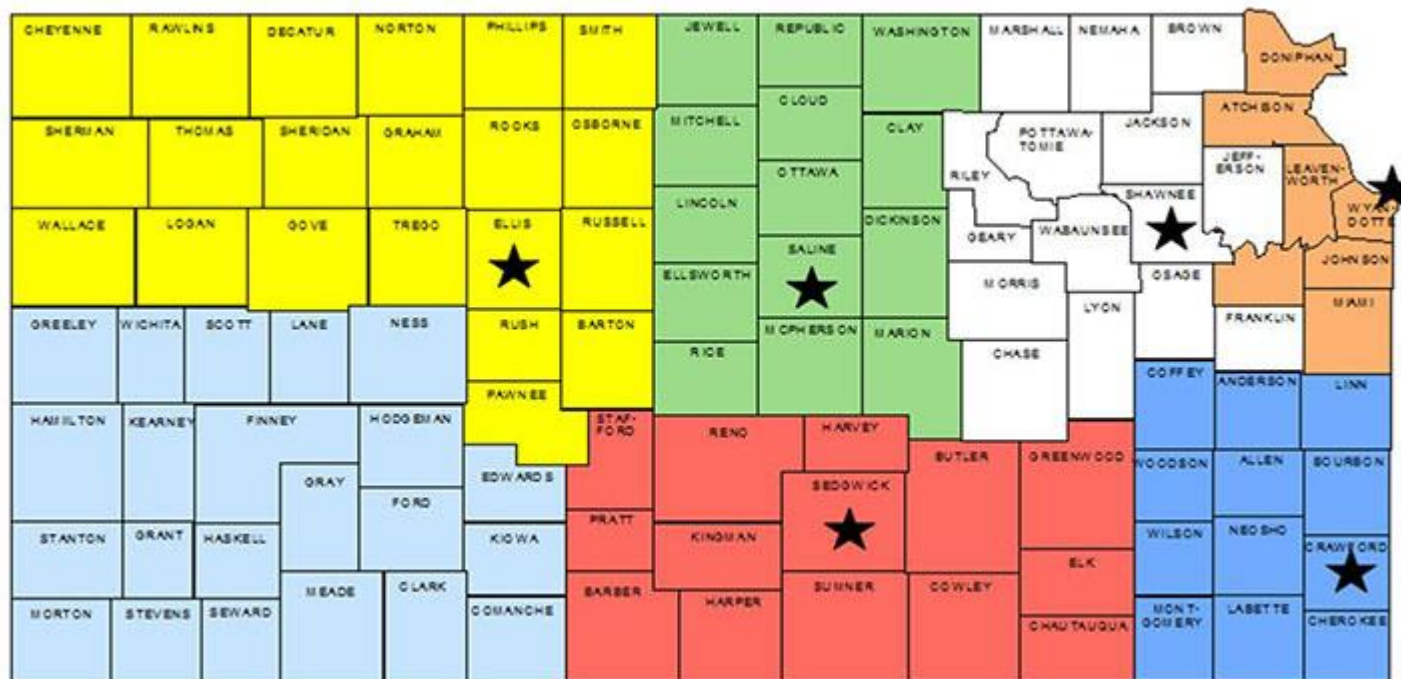 CHEYENNE
RAWLINS
DECATUR
NORTON
PHILLIPS
SMITH
JEWELL
REPUBLIC
WASHINGTON
MARSHALL
NEMAHA
BROWN
DONIPHAN
SHERMAN
THOMAS
SHERIDAN
GRAHAM
ROOKS
OSBORNE
MITCHELL
CLOUD
CLAY
RILEY
POTTAWA-
TOMIE
JACKSON
ATCHISON
JEFF-
ERSON
LEAVEN-
WORTH
WYAN-
DOTTE
WALLACE
LOGAN
GOVE
TREGO
ELLIS
RUSSELL
LINCOLN
OTTAWA
SALINE
DICKINSON
GEARY
WABAUNSEE
SHAWNEE
JOHNSON
GREELEY
WICHITA
SCOTT
LANE
NESS
RUSH
BARTON
ELLSWORTH
RICE
MCPHERSON
MARION
MORRIS
CHASE
LYON
OSAGE
FRANKLIN
MIAMI
PAWNEE
HAMILTON
KEARNEY
FINNEY
HODGEMAN
STAF-
FORD
RENO
HARVEY
BUTLER
GREENWOOD
COFFEY
ANDERSON
LINN
GRAY
FORD
EDWARDS
SEDGWICK
WOODSON
ALLEN
BOURBON
STANTON
GRANT
HASKELL
KIOWA
PRATT
KINGMAN
ELK
WILSON
NEOSHO
CRAWFORD
MORTON
STEVENS
SEWARD
MEADE
CLARK
COMANCHE
BARBER
HARPER
SUMNER
COWLEY
CHAUTAUQUA
MONT-
GOMERY
LABETTE
CHEROKEE